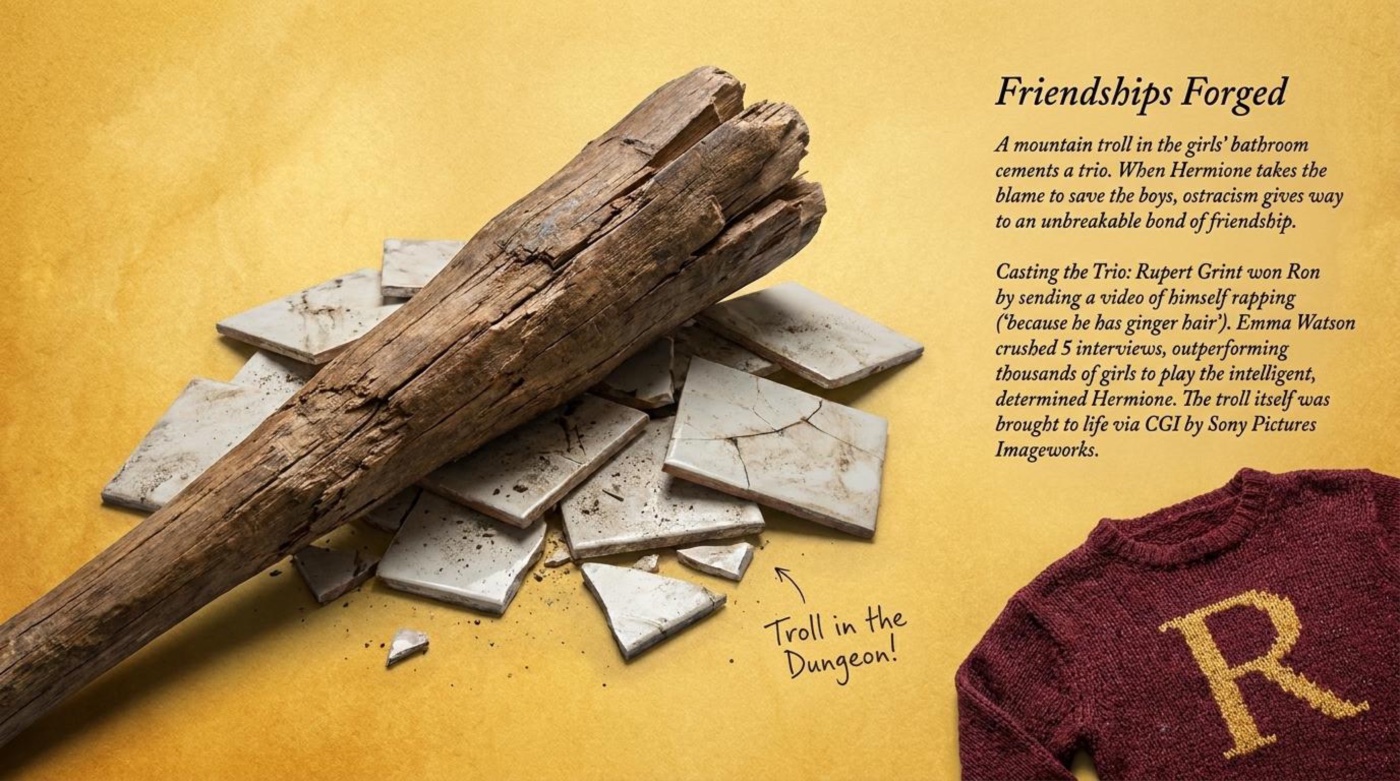 Friendships Forged
A mountain troll in the girls' bathroom
cements a trio. When Hermione takes the
blame to save the boys, ostracism gives way
to an unbreakable bond of friendship.
Casting the Trio: Rupert Grint won Ron
by sending a video of himself rapping
('because he has ginger hair'). Emma Watson
crushed 5 interviews, outperforming
thousands of girls to play the intelligent,
determined Hermione. The troll itself was
brought to life via CGI by Sony Pictures
Imageworks.
Troll in the
Dungeon!
R